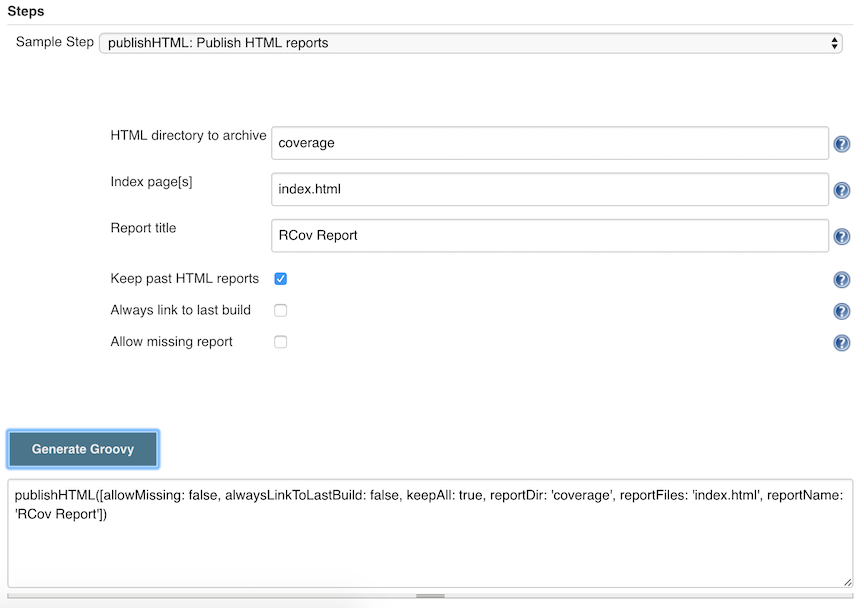 Steps
Sample Step publishHTML: Publish HTML reports
HTML directory to archive coverage
Index page[s] index.html
Report title RCov Report
Keep past HTML reports
Always link to last build
Allow missing report
Generate Groovy
publishHTML([allowMissing: false, alwaysLinkToLastBuild: false, keepAll: true, reportDir: 'coverage', reportFiles: 'index.html', reportName:
'RCov Report'])